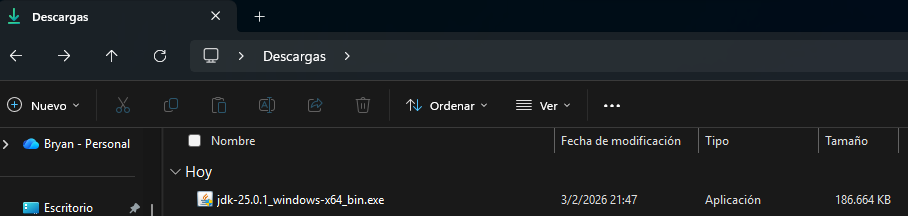 Descargas
Descargas
Nuevo
Ordenar
Ver
Bryan - Personal
Escritorio
Nombre Fecha de modificación Tipo Tamaño
Hoy
jdk-25.0.1_windows-x64_bin.exe 3/2/2026 21:47 Aplicación 186.664 KB